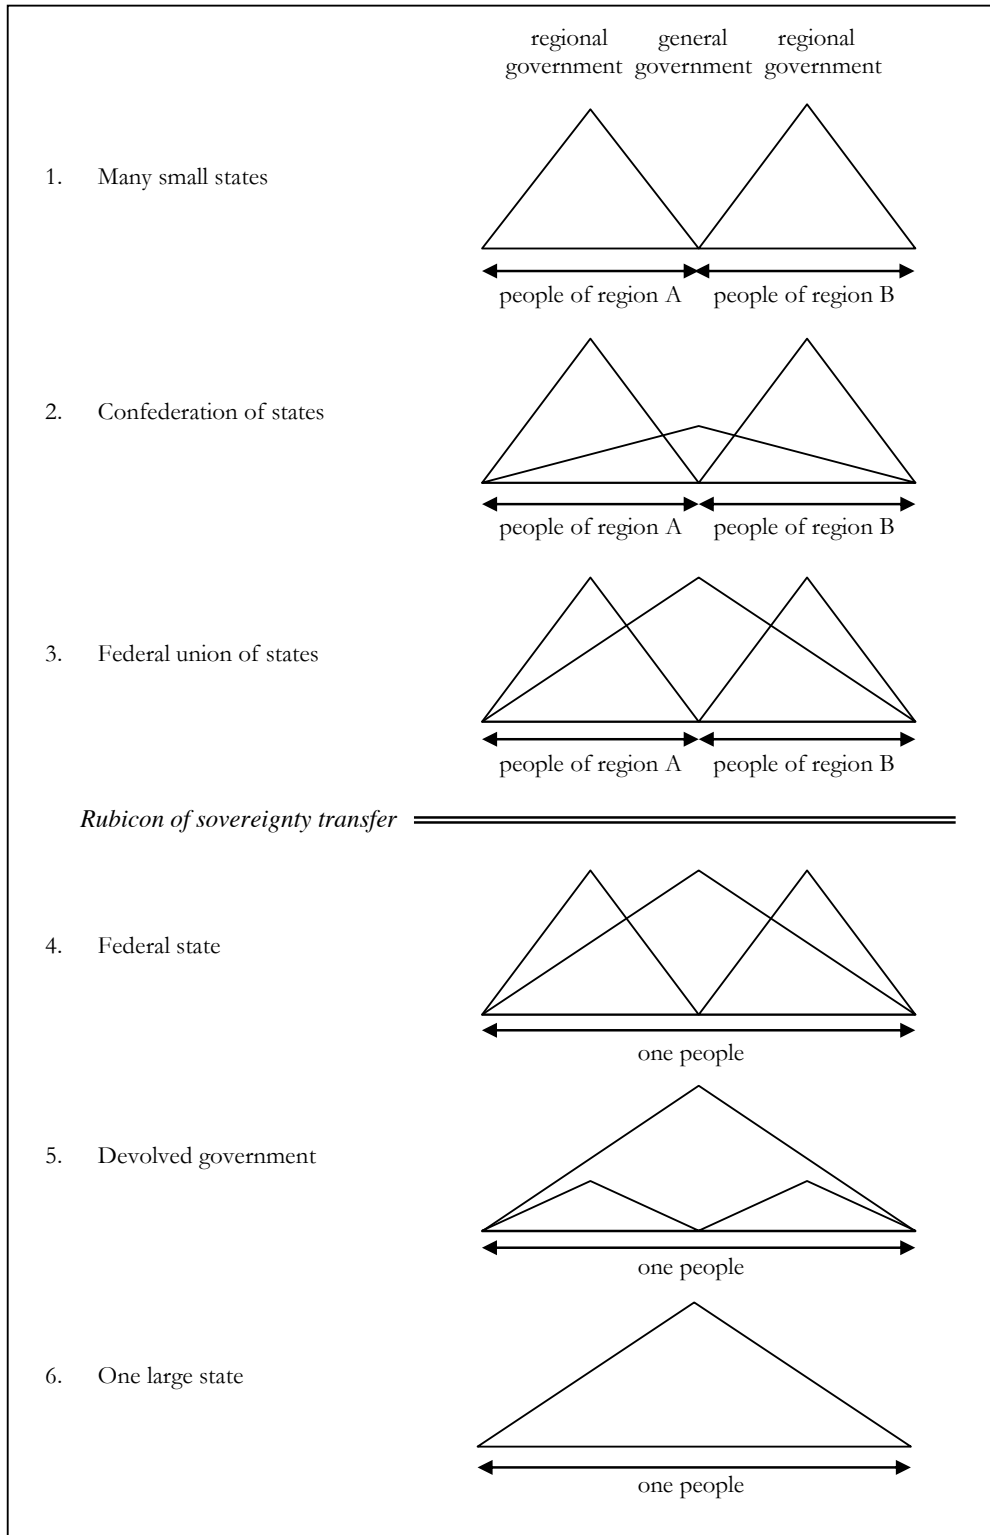 regional general regional
government government government
1. Many small states
people of region A people of region B
2. Confederation of states
people of region A people of region B
3. Federal union of states
people of region A people of region B
Rubicon of sovereignty transfer
4. Federal state
one people
5. Devolved government
one people
6. One large state
one people